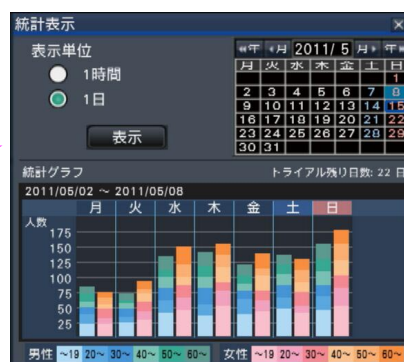 統計表示
表示単位
1時間
1日
表示
年 月 2011/ 5 月 年
月 火 水 木 金 土 日
1
2 3 4 5 6 7 8
9 10 11 12 13 14 15
16 17 18 19 20 21 22
23 24 25 26 27 28 29
30 31
統計グラフ
トライアル残り日数: 22 日
2011/05/02 ～ 2011/05/08
月 火 水 木 金 土 日
人数
175
150
125
100
75
50
25
男性 ~19 20~ 30~ 40~ 50~ 60~
女性 ~19 20~ 30~ 40~ 50~ 60~